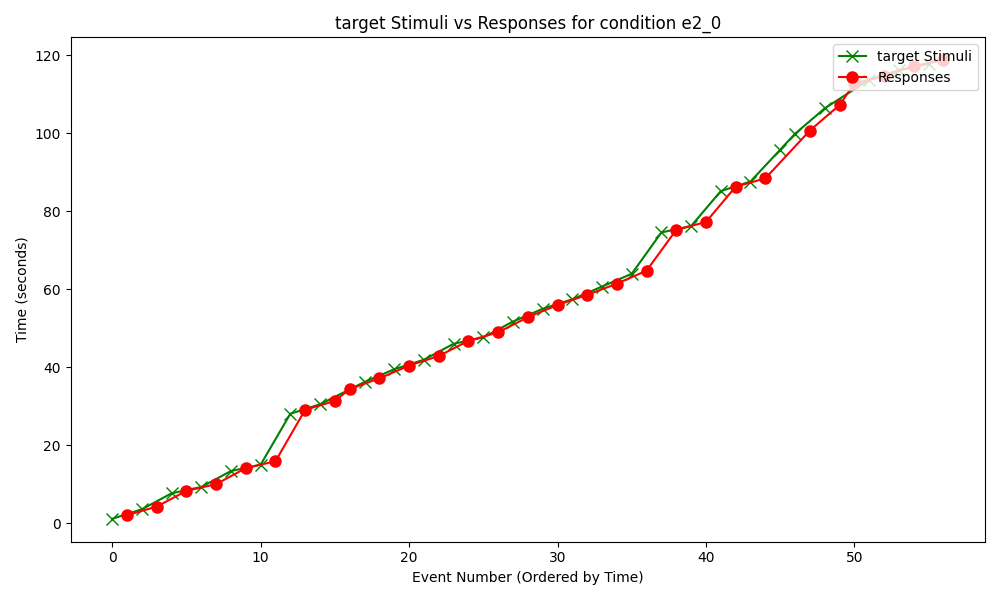 target Stimuli vs Responses for condition e2_0
target Stimuli
Responses
120
100
80
60
40
20
0
Time (seconds)
0 10 20 30 40 50
Event Number (Ordered by Time)